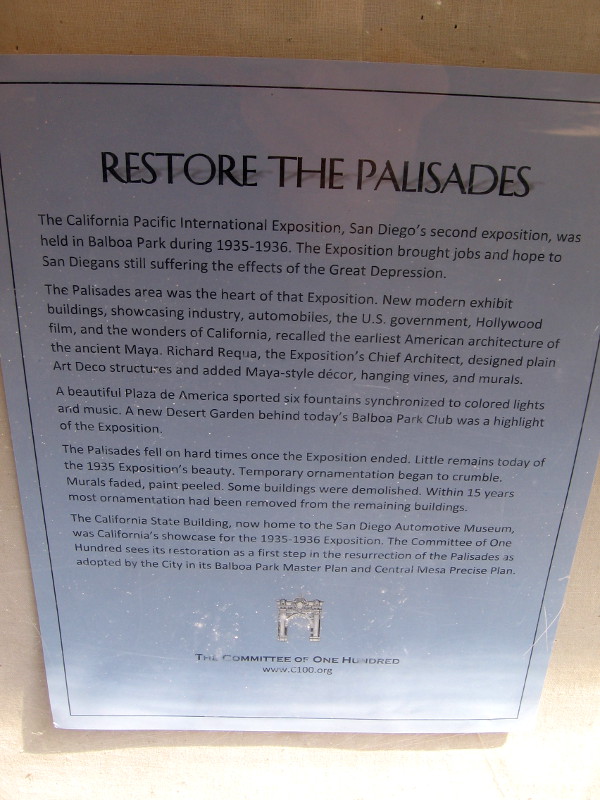 RESTORE THE PALISADES
The California Pacific International Exposition, San Diego's second exposition, was
held in Balboa Park during 1935-1936. The Exposition brought jobs and hope to
San Diegans still suffering the effects of the Great Depression.
The Palisades area was the heart of that Exposition. New modern exhibit
buildings, showcasing industry, automobiles, the U.S. government, Hollywood
film, and the wonders of California, recalled the earliest American architecture of
the ancient Maya. Richard Requa, the Exposition's Chief Architect, designed plain
Art Deco structures and added Maya-style décor, hanging vines, and murals.
A beautiful Plaza de America sported six fountains synchronized to colored lights
and music. A new Desert Garden behind today's Balboa Park Club was a highlight
of the Exposition.
The Palisades fell on hard times once the Exposition ended. Little remains today of
the 1935 Exposition's beauty. Temporary ornamentation began to crumble.
Murals faded, paint peeled. Some buildings were demolished. Within 15 years
most ornamentation had been removed from the remaining buildings.
The California State Building, now home to the San Diego Automotive Museum,
was California's showcase for the 1935-1936 Exposition. The Committee of One
Hundred sees its restoration as a first step in the resurrection of the Palisades as
adopted by the City in its Balboa Park Master Plan and Central Mesa Precise Plan.
THE COMMITTEE OF ONE HUNDRED
www.C100.org